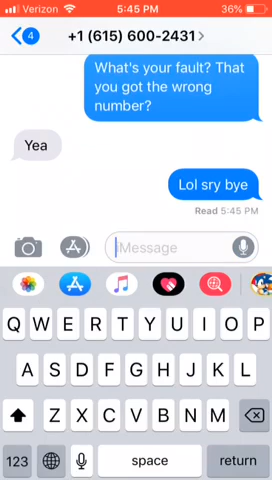 Verizon 5:45 PM 36%
4 +1 (615) 600-2431 >
What's your fault? That
you got the wrong
number?
Yea
Lol sry bye
Read 5:45 PM
Message
Q W E R T Y U I O P
A S D F G H J K L
Z X C V B N M
123 space return